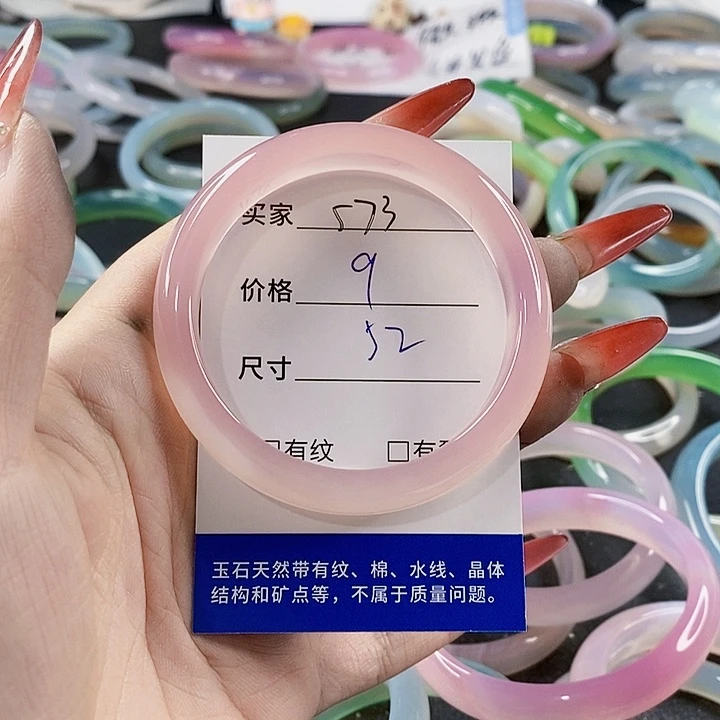 买家 573
价格 9
尺寸 52
□有纹 □有
玉石天然带有纹、棉、水线、晶体
结构和矿点等，不属于质量问题。